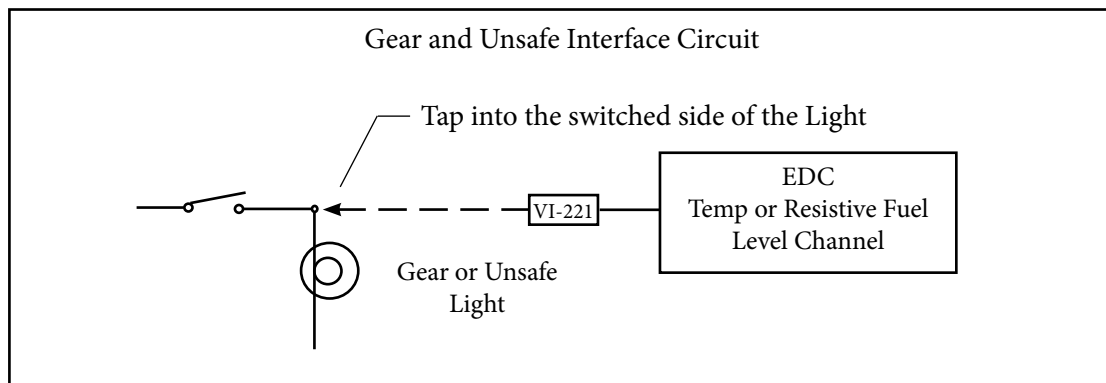 Gear and Unsafe Interface Circuit
Tap into the switched side of the Light
VI-221
EDC
Temp or Resistive Fuel
Level Channel
Gear or Unsafe
Light